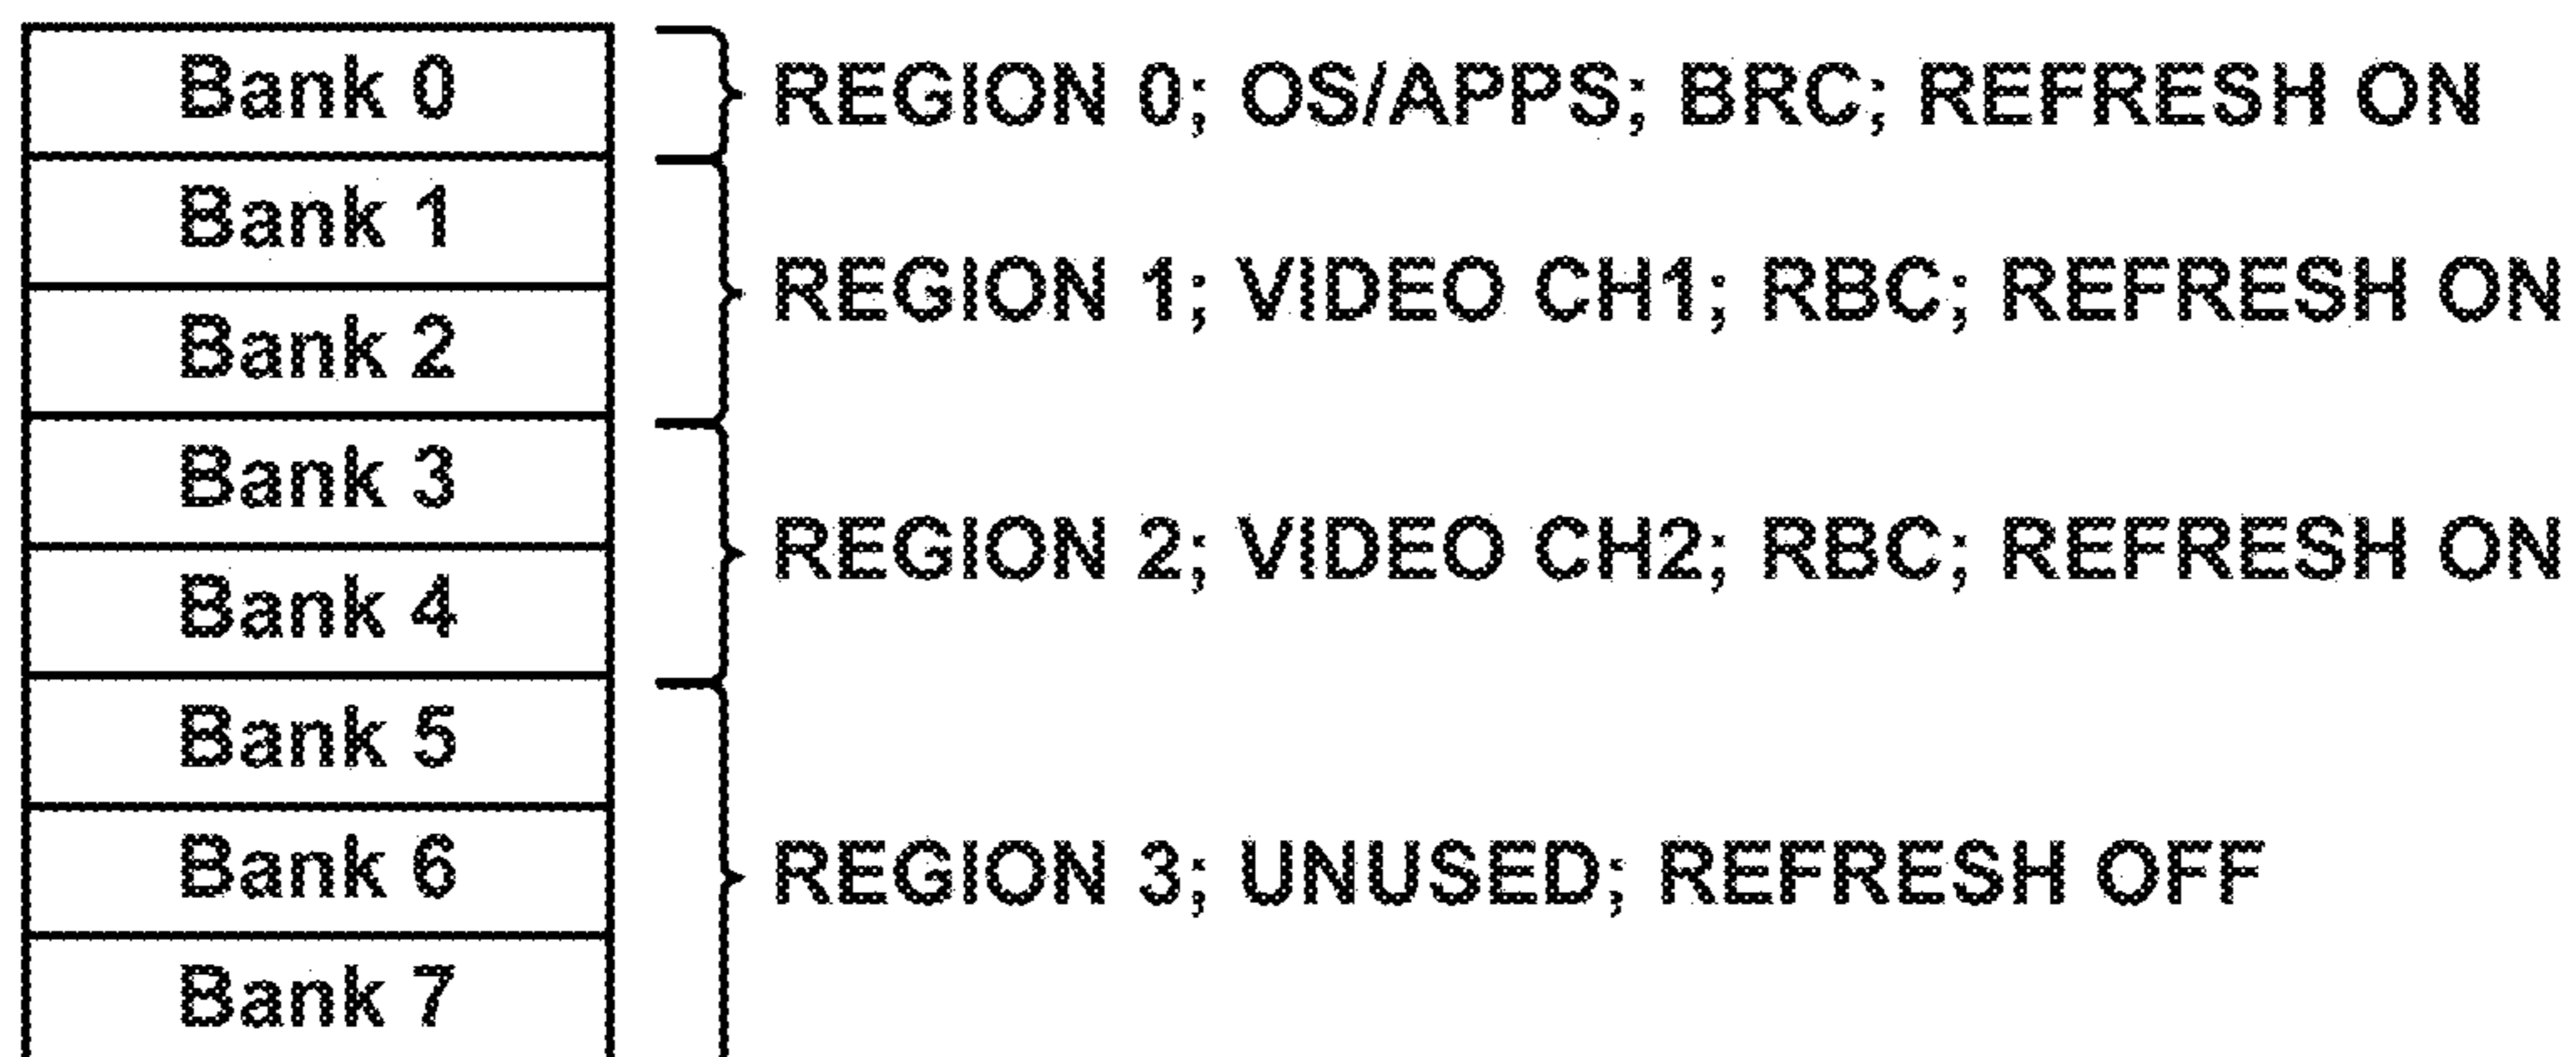 Bank 0
REGION 0; OS/APPS; BRC; REFRESH ON
Bank 1
REGION 1; VIDEO CH1; RBC; REFRESH ON
Bank 2
Bank 3
REGION 2; VIDEO CH2; RBC; REFRESH ON
Bank 4
Bank 5
Bank 6
REGION 3; UNUSED; REFRESH OFF
Bank 7